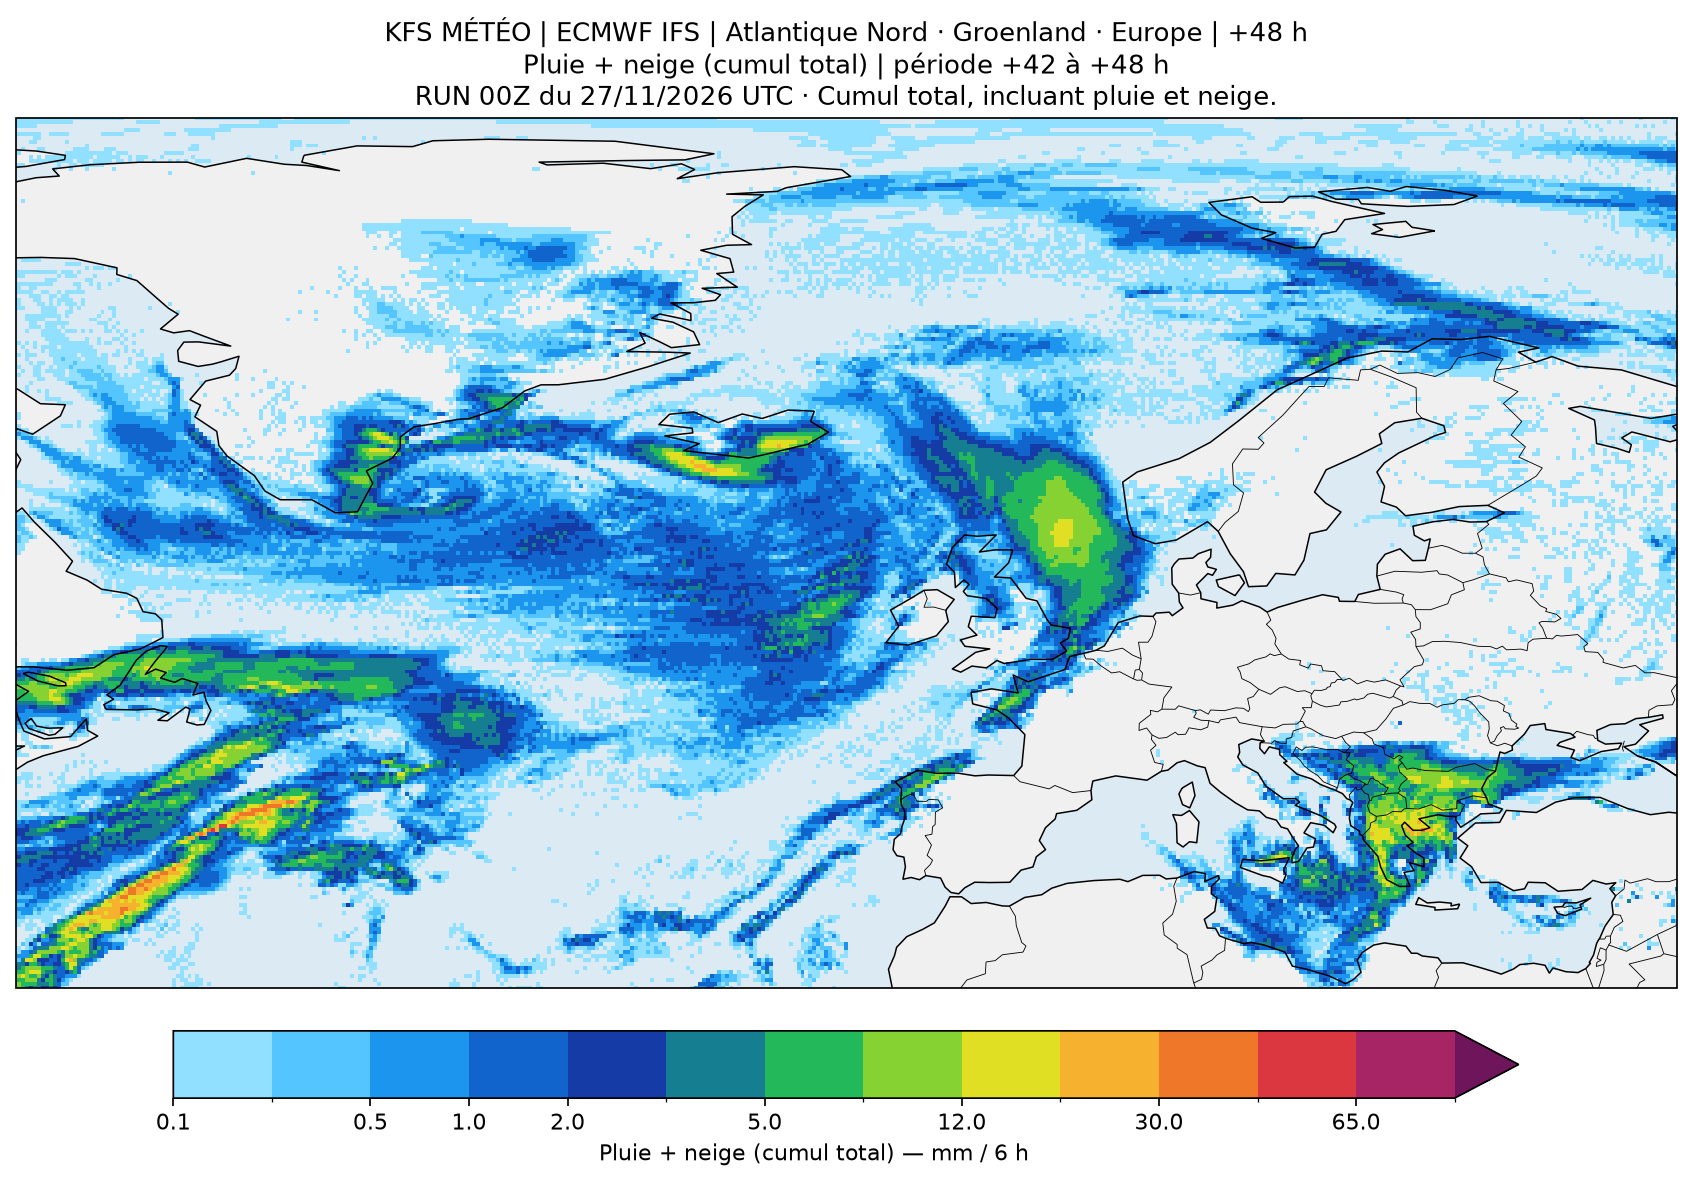 KFS MÉTÉO | ECMWF IFS | Atlantique Nord · Groenland · Europe | +48 h
Pluie + neige (cumul total) | période +42 à +48 h
RUN 00Z du 27/11/2026 UTC · Cumul total, incluant pluie et neige.
0.1 0.5 1.0 2.0 5.0 12.0 30.0 65.0
Pluie + neige (cumul total) — mm / 6 h